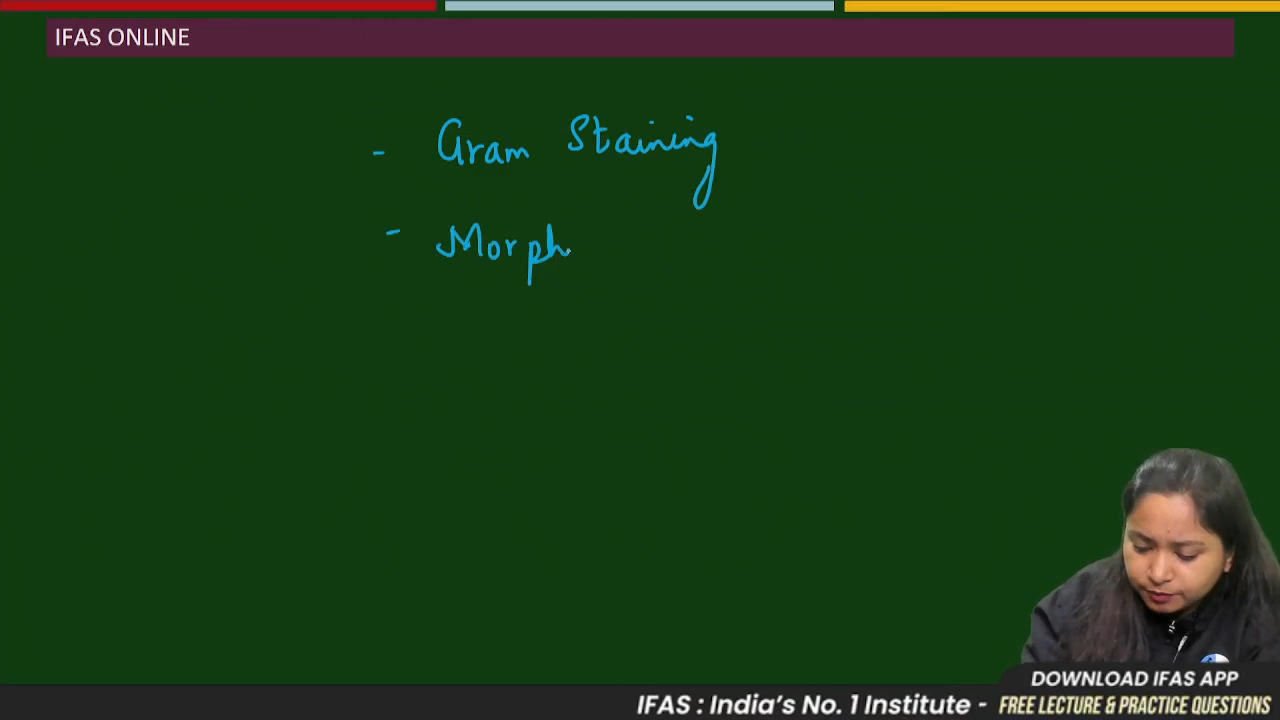 IFAS ONLINE
- Gram Staining
- Morph
DOWNLOAD IFAS APP
IFAS : India's No. 1 Institute - FREE LECTURE & PRACTICE QUESTIONS